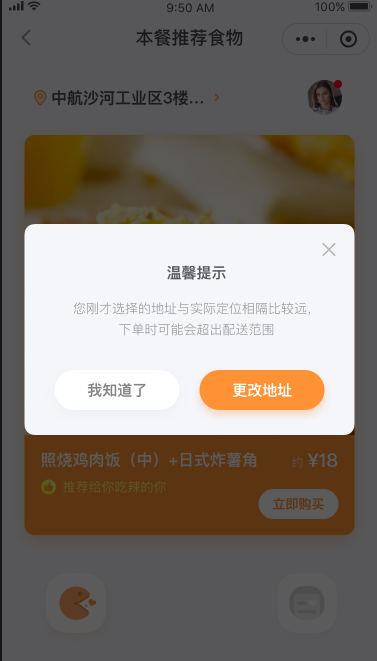 9:50 AM
100%
本餐推荐食物
中航沙河工业区3楼...
温馨提示
您刚才选择的地址与实际定位相隔比较远,
下单时可能会超出配送范围
我知道了
更改地址
照烧鸡肉饭（中）+日式炸薯角
约 ¥18
推荐给你吃辣的你
立即购买